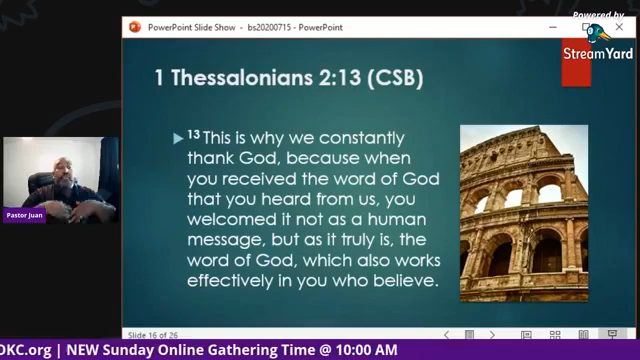 PowerPoint Slide Show - bs20200715 - PowerPoint
Powered by
StreamYard
1 Thessalonians 2:13 (CSB)
13 This is why we constantly
thank God, because when
you received the word of God
that you heard from us, you
welcomed it not as a human
message, but as it truly is, the
word of God, which also works
effectively in you who believe.
Pastor Juan
Slide 16 of 26
OKC.org | NEW Sunday Online Gathering Time @ 10:00 AM